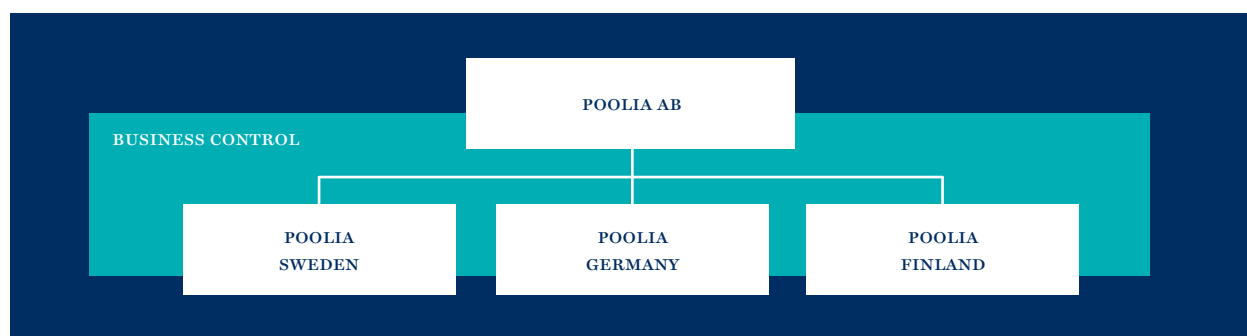 POOLIA AB
BUSINESS CONTROL
POOLIA
SWEDEN
POOLIA
GERMANY
POOLIA
FINLAND